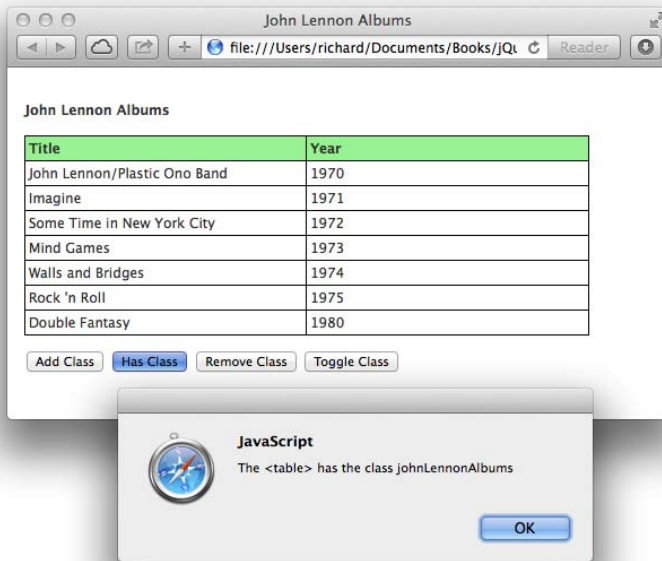 John Lennon Albums
file:///Users/richard/Documents/Books/jQu
Reader
John Lennon Albums
Title Year
John Lennon/Plastic Ono Band 1970
Imagine 1971
Some Time in New York City 1972
Mind Games 1973
Walls and Bridges 1974
Rock 'n Roll 1975
Double Fantasy 1980
Add Class Has Class Remove Class Toggle Class
JavaScript
The <table> has the class johnLennonAlbums
OK